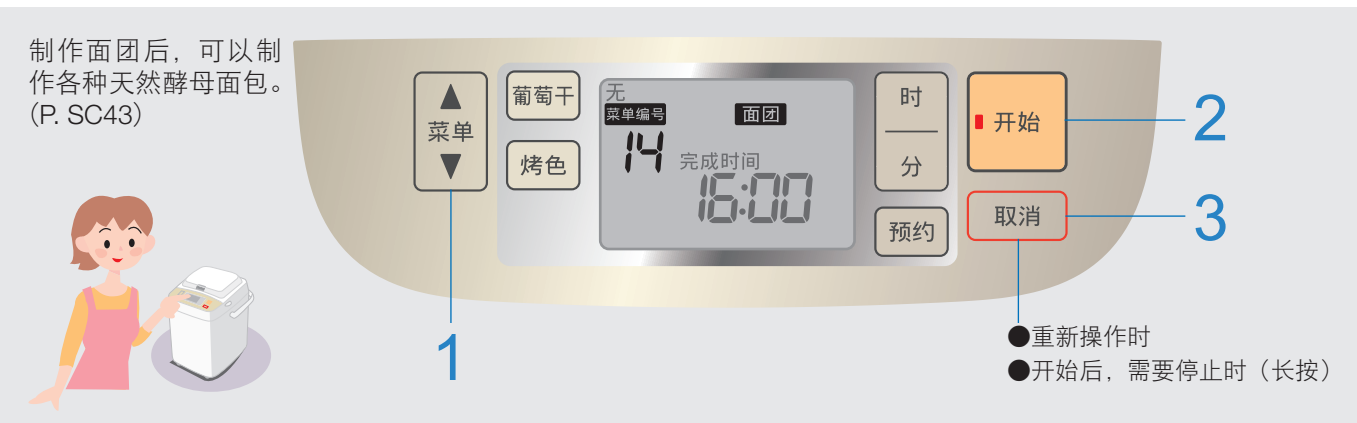 制作面团后，可以制
作各种天然酵母面包。
(P. SC43)
▲
菜单
▼
葡萄干
烤色
无
菜单编号
面团
14
完成时间
16:00
时
分
预约
开始
取消
1
2
3
●重新操作时
●开始后，需要停止时（长按）